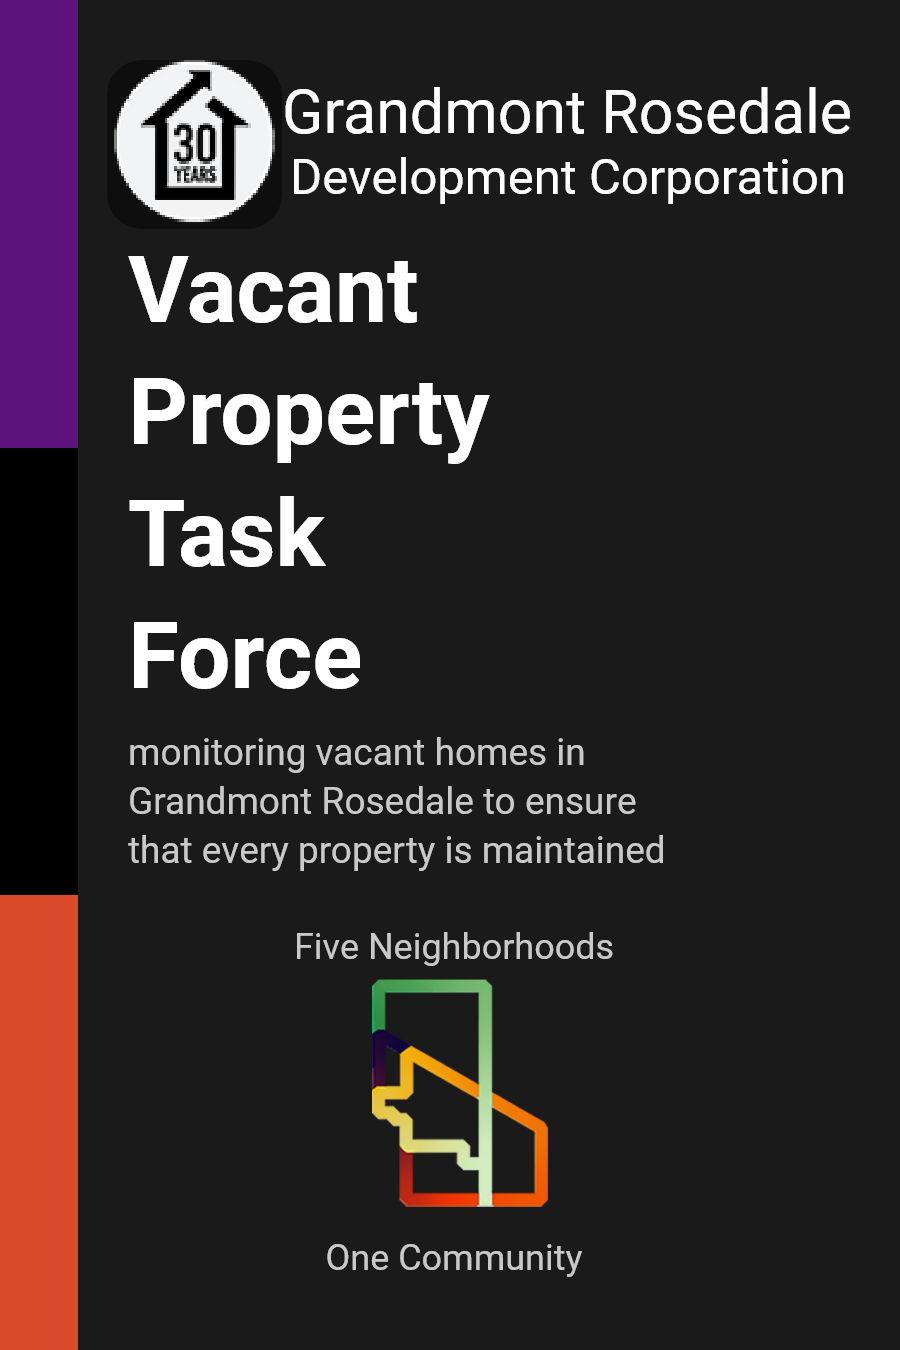 30
YEARS
Grandmont Rosedale
Development Corporation
Vacant
Property
Task
Force
monitoring vacant homes in
Grandmont Rosedale to ensure
that every property is maintained
Five Neighborhoods
One Community